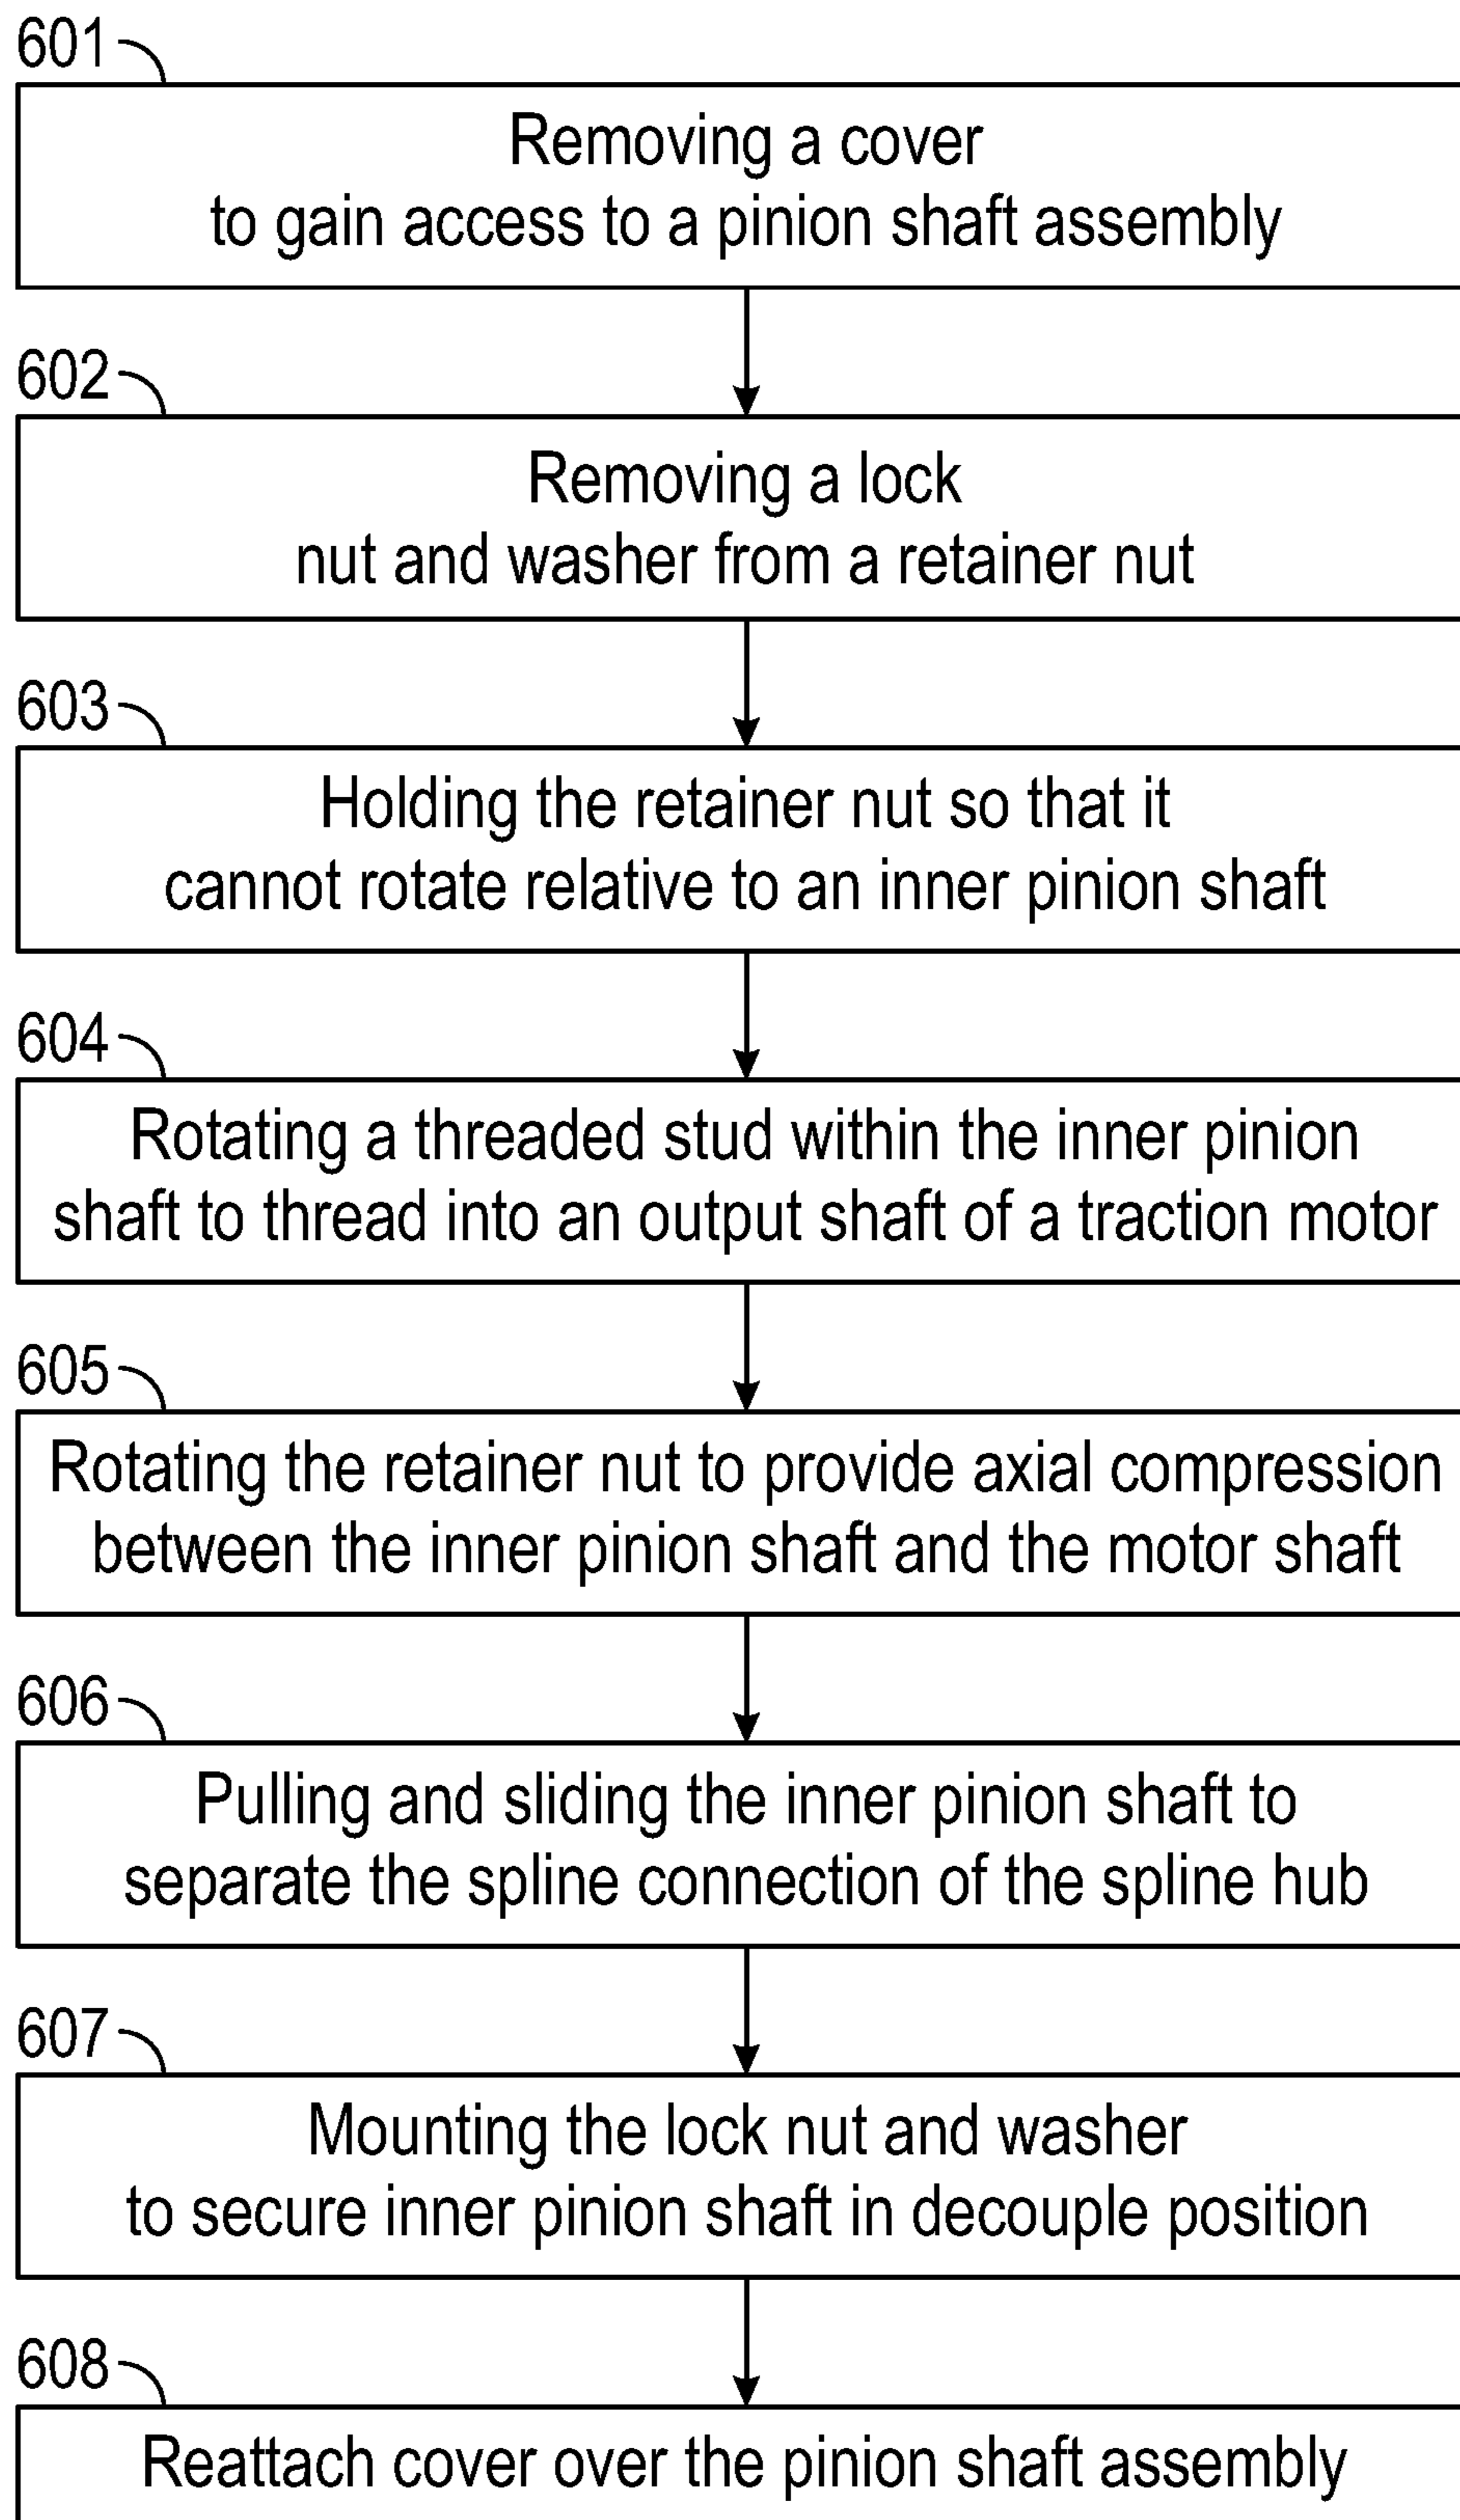 601
Removing a cover
to gain access to a pinion shaft assembly
602
Removing a lock
nut and washer from a retainer nut
603
Holding the retainer nut so that it
cannot rotate relative to an inner pinion shaft
604
Rotating a threaded stud within the inner pinion
shaft to thread into an output shaft of a traction motor
605
Rotating the retainer nut to provide axial compression
between the inner pinion shaft and the motor shaft
606
Pulling and sliding the inner pinion shaft to
separate the spline connection of the spline hub
607
Mounting the lock nut and washer
to secure inner pinion shaft in decouple position
608
Reattach cover over the pinion shaft assembly